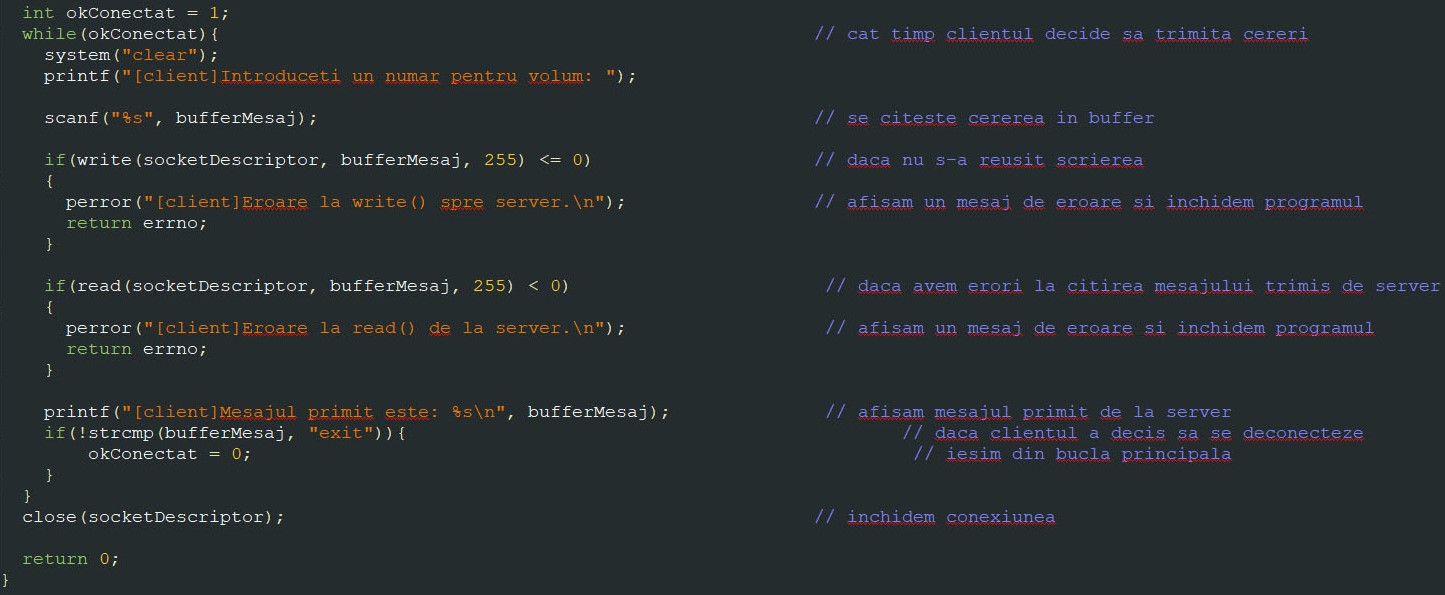 int okConectat = 1;
while(okConectat){ // cat timp clientul decide sa trimita cereri
system("clear");
printf("[client]Introduceti un numar pentru volum: ");
scanf("%s", bufferMesaj); // se citeste cererea in buffer
if(write(socketDescriptor, bufferMesaj, 255) <= 0) // daca nu s-a reusit scrierea
{
perror("[client]Eroare la write() spre server.\n"); // afisam un mesaj de eroare si inchidem programul
return errno;
}
if(read(socketDescriptor, bufferMesaj, 255) < 0) // daca avem erori la citirea mesajului trimis de server
{
perror("[client]Eroare la read() de la server.\n"); // afisam un mesaj de eroare si inchidem programul
return errno;
}
printf("[client]Mesajul primit este: %s\n", bufferMesaj); // afisam mesajul primit de la server
if(!strcmp(bufferMesaj, "exit")){ // daca clientul a decis sa se deconecteze
okConectat = 0; // iesim din bucla principala
}
}
close(socketDescriptor); // inchidem conexiunea
return 0;
}